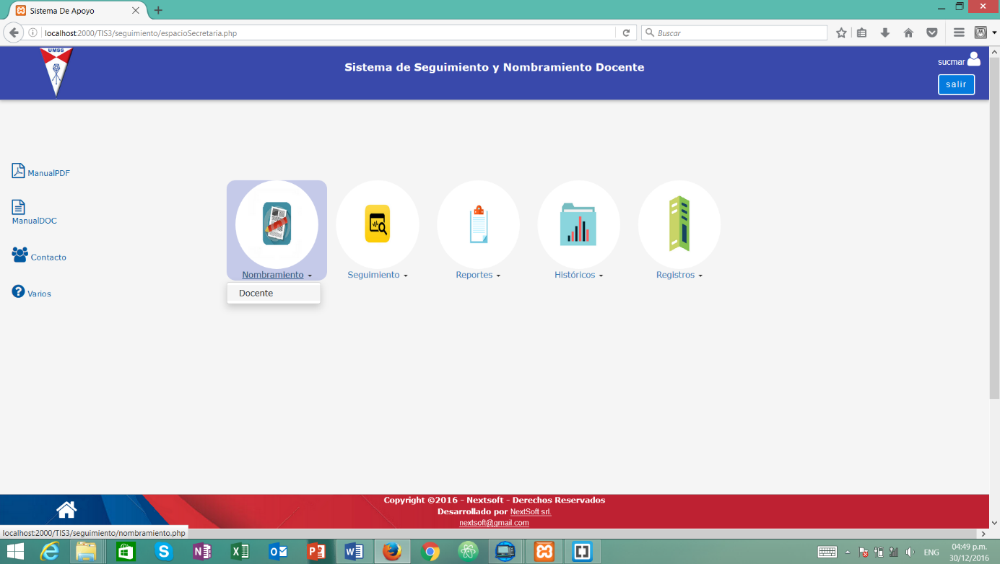 Sistema De Apoyo
localhost:2000/TIS3/seguimiento/espacioSecretaria.php
Buscar
UMSS
Sistema de Seguimiento y Nombramiento Docente
sucmar
salir
ManualPDF
ManualDOC
Contacto
Varios
Nombramiento
Seguimiento
Reportes
Históricos
Registros
Docente
Copyright ©2016 - Nextsoft - Derechos Reservados
Desarrollado por NextSoft srl.
nextsoft@gmail.com
localhost:2000/TIS3/seguimiento/nombramiento.php
ENG
04:49 p.m.
30/12/2016